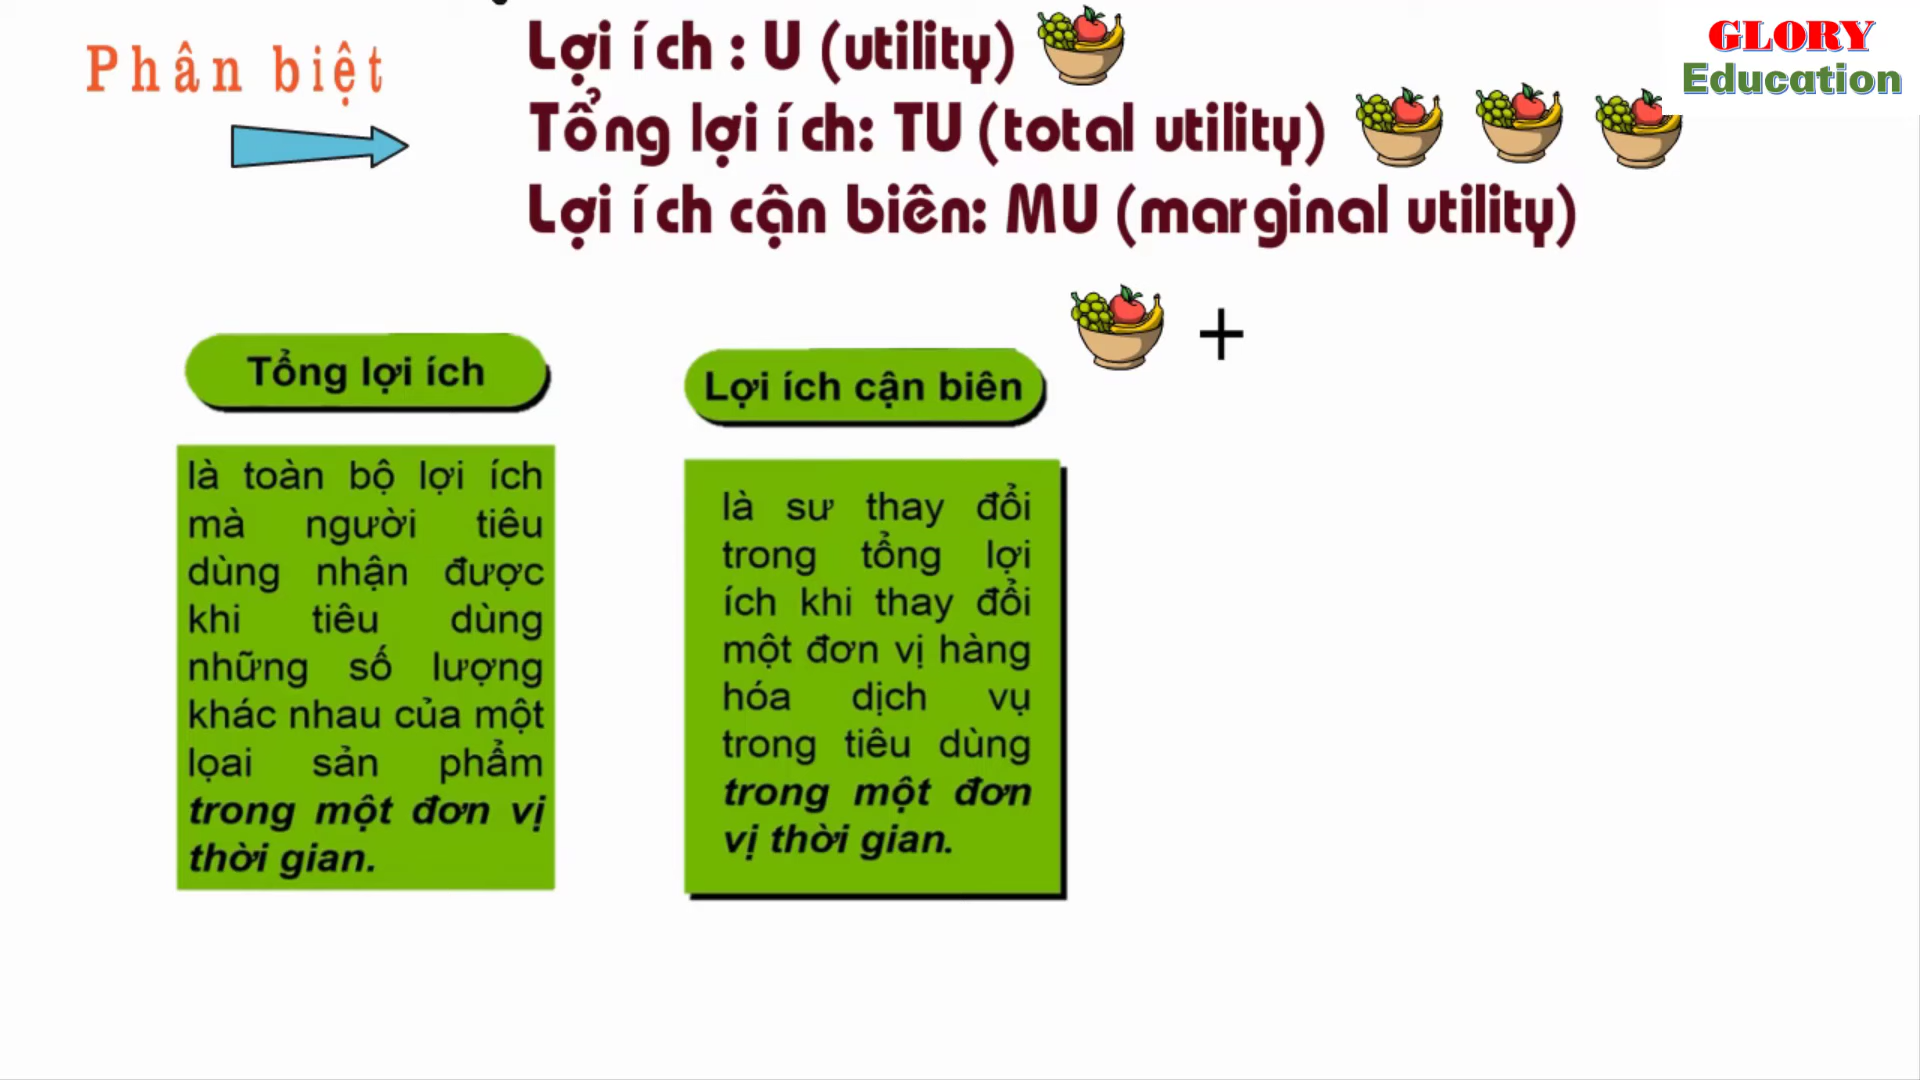 Phân biệt
Lợi ích : U (utility)
Tổng lợi ích: TU (total utility)
Lợi ích cận biên: MU (marginal utility)
GLORY
Education
+
Tổng lợi ích
là toàn bộ lợi ích
mà người tiêu
dùng nhận được
khi tiêu dùng
những số lượng
khác nhau của một
lọai sản phẩm
trong một đơn vị
thời gian.
Lợi ích cận biên
là sư thay đổi
trong tổng lợi
ích khi thay đổi
một đơn vị hàng
hóa dịch vụ
trong tiêu dùng
trong một đơn
vị thời gian.